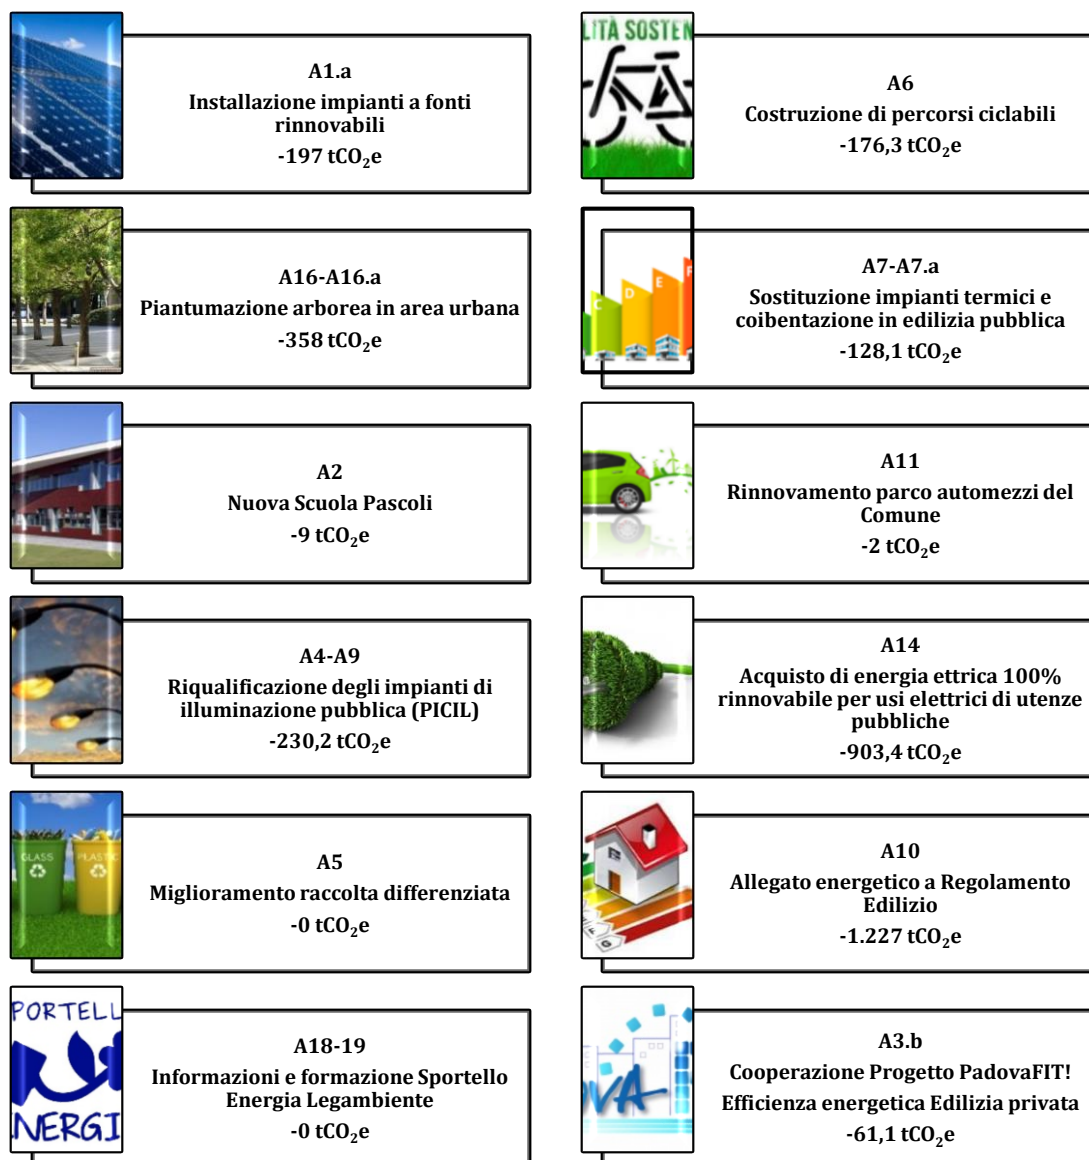 A1.a
Installazione impianti a fonti
rinnovabili
-197 tCO₂e
LITÀ SOSTEN
A6
Costruzione di percorsi ciclabili
-176,3 tCO₂e
A16-A16.a
Piantumazione arborea in area urbana
-358 tCO₂e
C
D
E
F
A7-A7.a
Sostituzione impianti termici e
coibentazione in edilizia pubblica
-128,1 tCO₂e
A2
Nuova Scuola Pascoli
-9 tCO₂e
A11
Rinnovamento parco automezzi del
Comune
-2 tCO₂e
A4-A9
Riqualificazione degli impianti di
illuminazione pubblica (PICIL)
-230,2 tCO₂e
A14
Acquisto di energia ettrica 100%
rinnovabile per usi elettrici di utenze
pubbliche
-903,4 tCO₂e
GLASS
PLASTIC
A5
Miglioramento raccolta differenziata
-0 tCO₂e
F
G
A10
Allegato energetico a Regolamento
Edilizio
-1.227 tCO₂e
PORTELL
NERGI
A18-19
Informazioni e formazione Sportello
Energia Legambiente
-0 tCO₂e
OVA
A3.b
Cooperazione Progetto PadovaFIT!
Efficienza energetica Edilizia privata
-61,1 tCO₂e